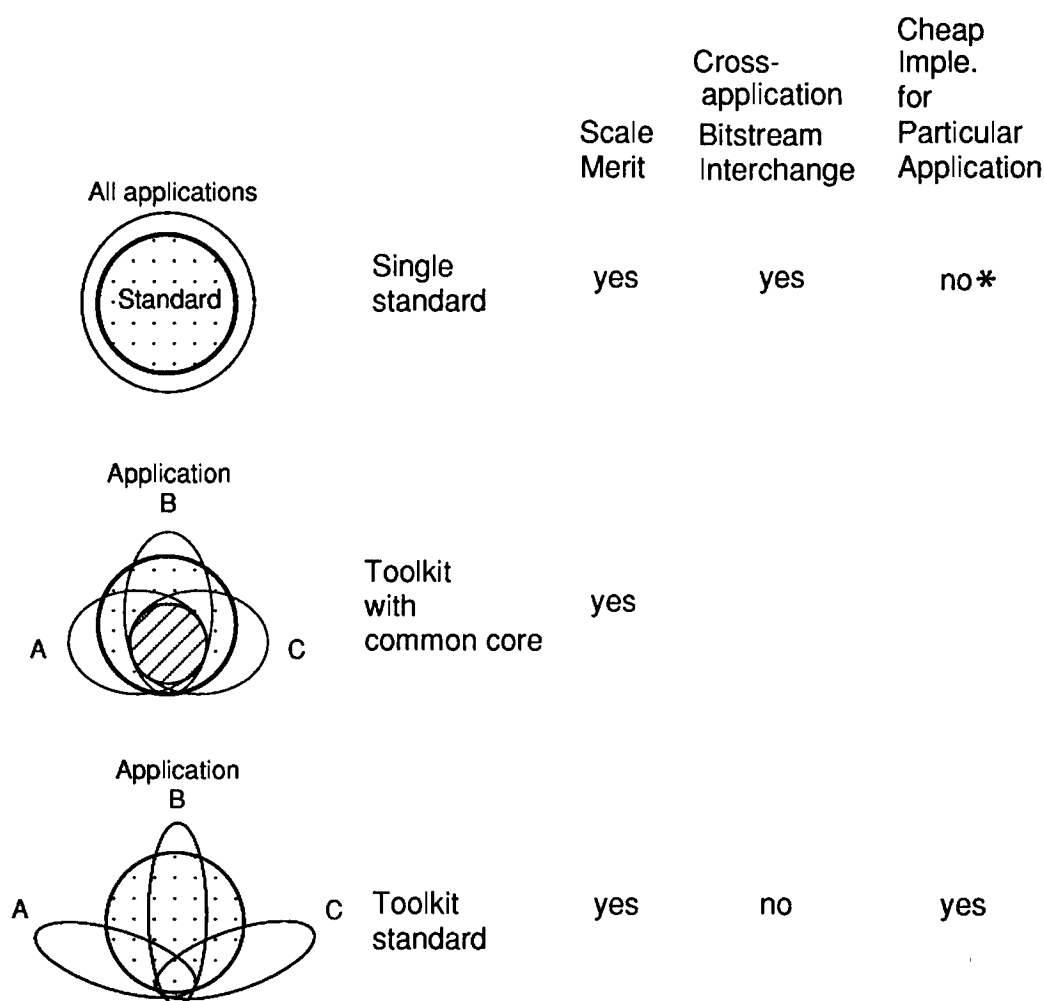 Cheap
Imple.
for
Particular
Application
Cross-
application
Bitstream
Interchange
Scale
Merit
All applications
Standard
Single
standard
yes
yes
no*
Application
B
A
C
Toolkit
with
common core
yes
Application
B
A
C
Toolkit
standard
yes
no
yes